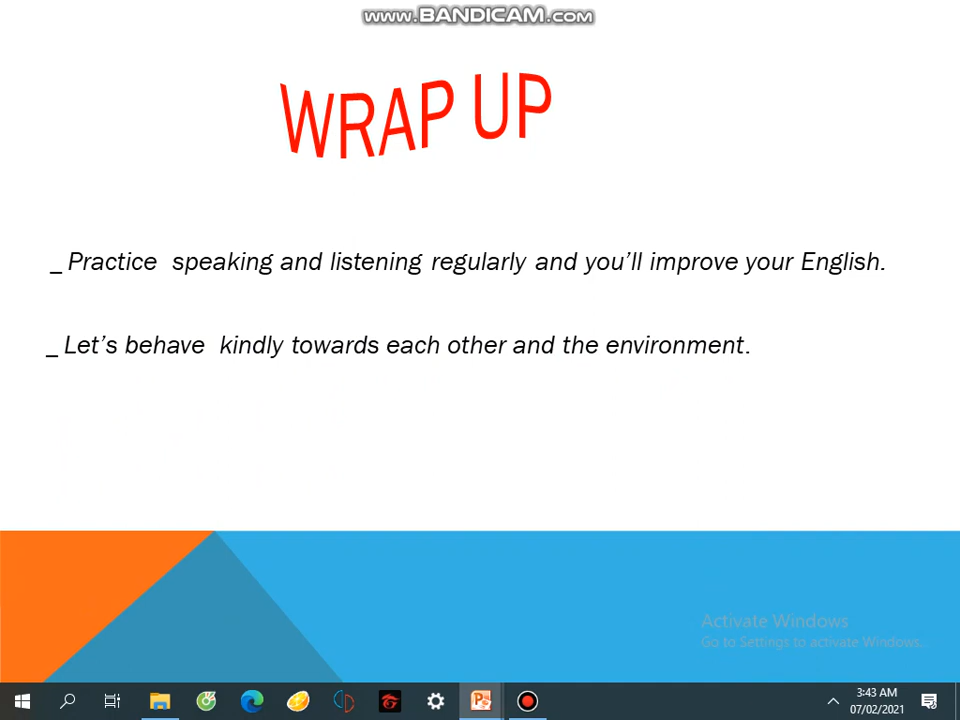 www.BANDICAM.com
WRAP UP
_ Practice speaking and listening regularly and you’ll improve your English.
_ Let’s behave kindly towards each other and the environment.
Activate Windows
Go to Settings to activate Windows.
3:43 AM
07/02/2021